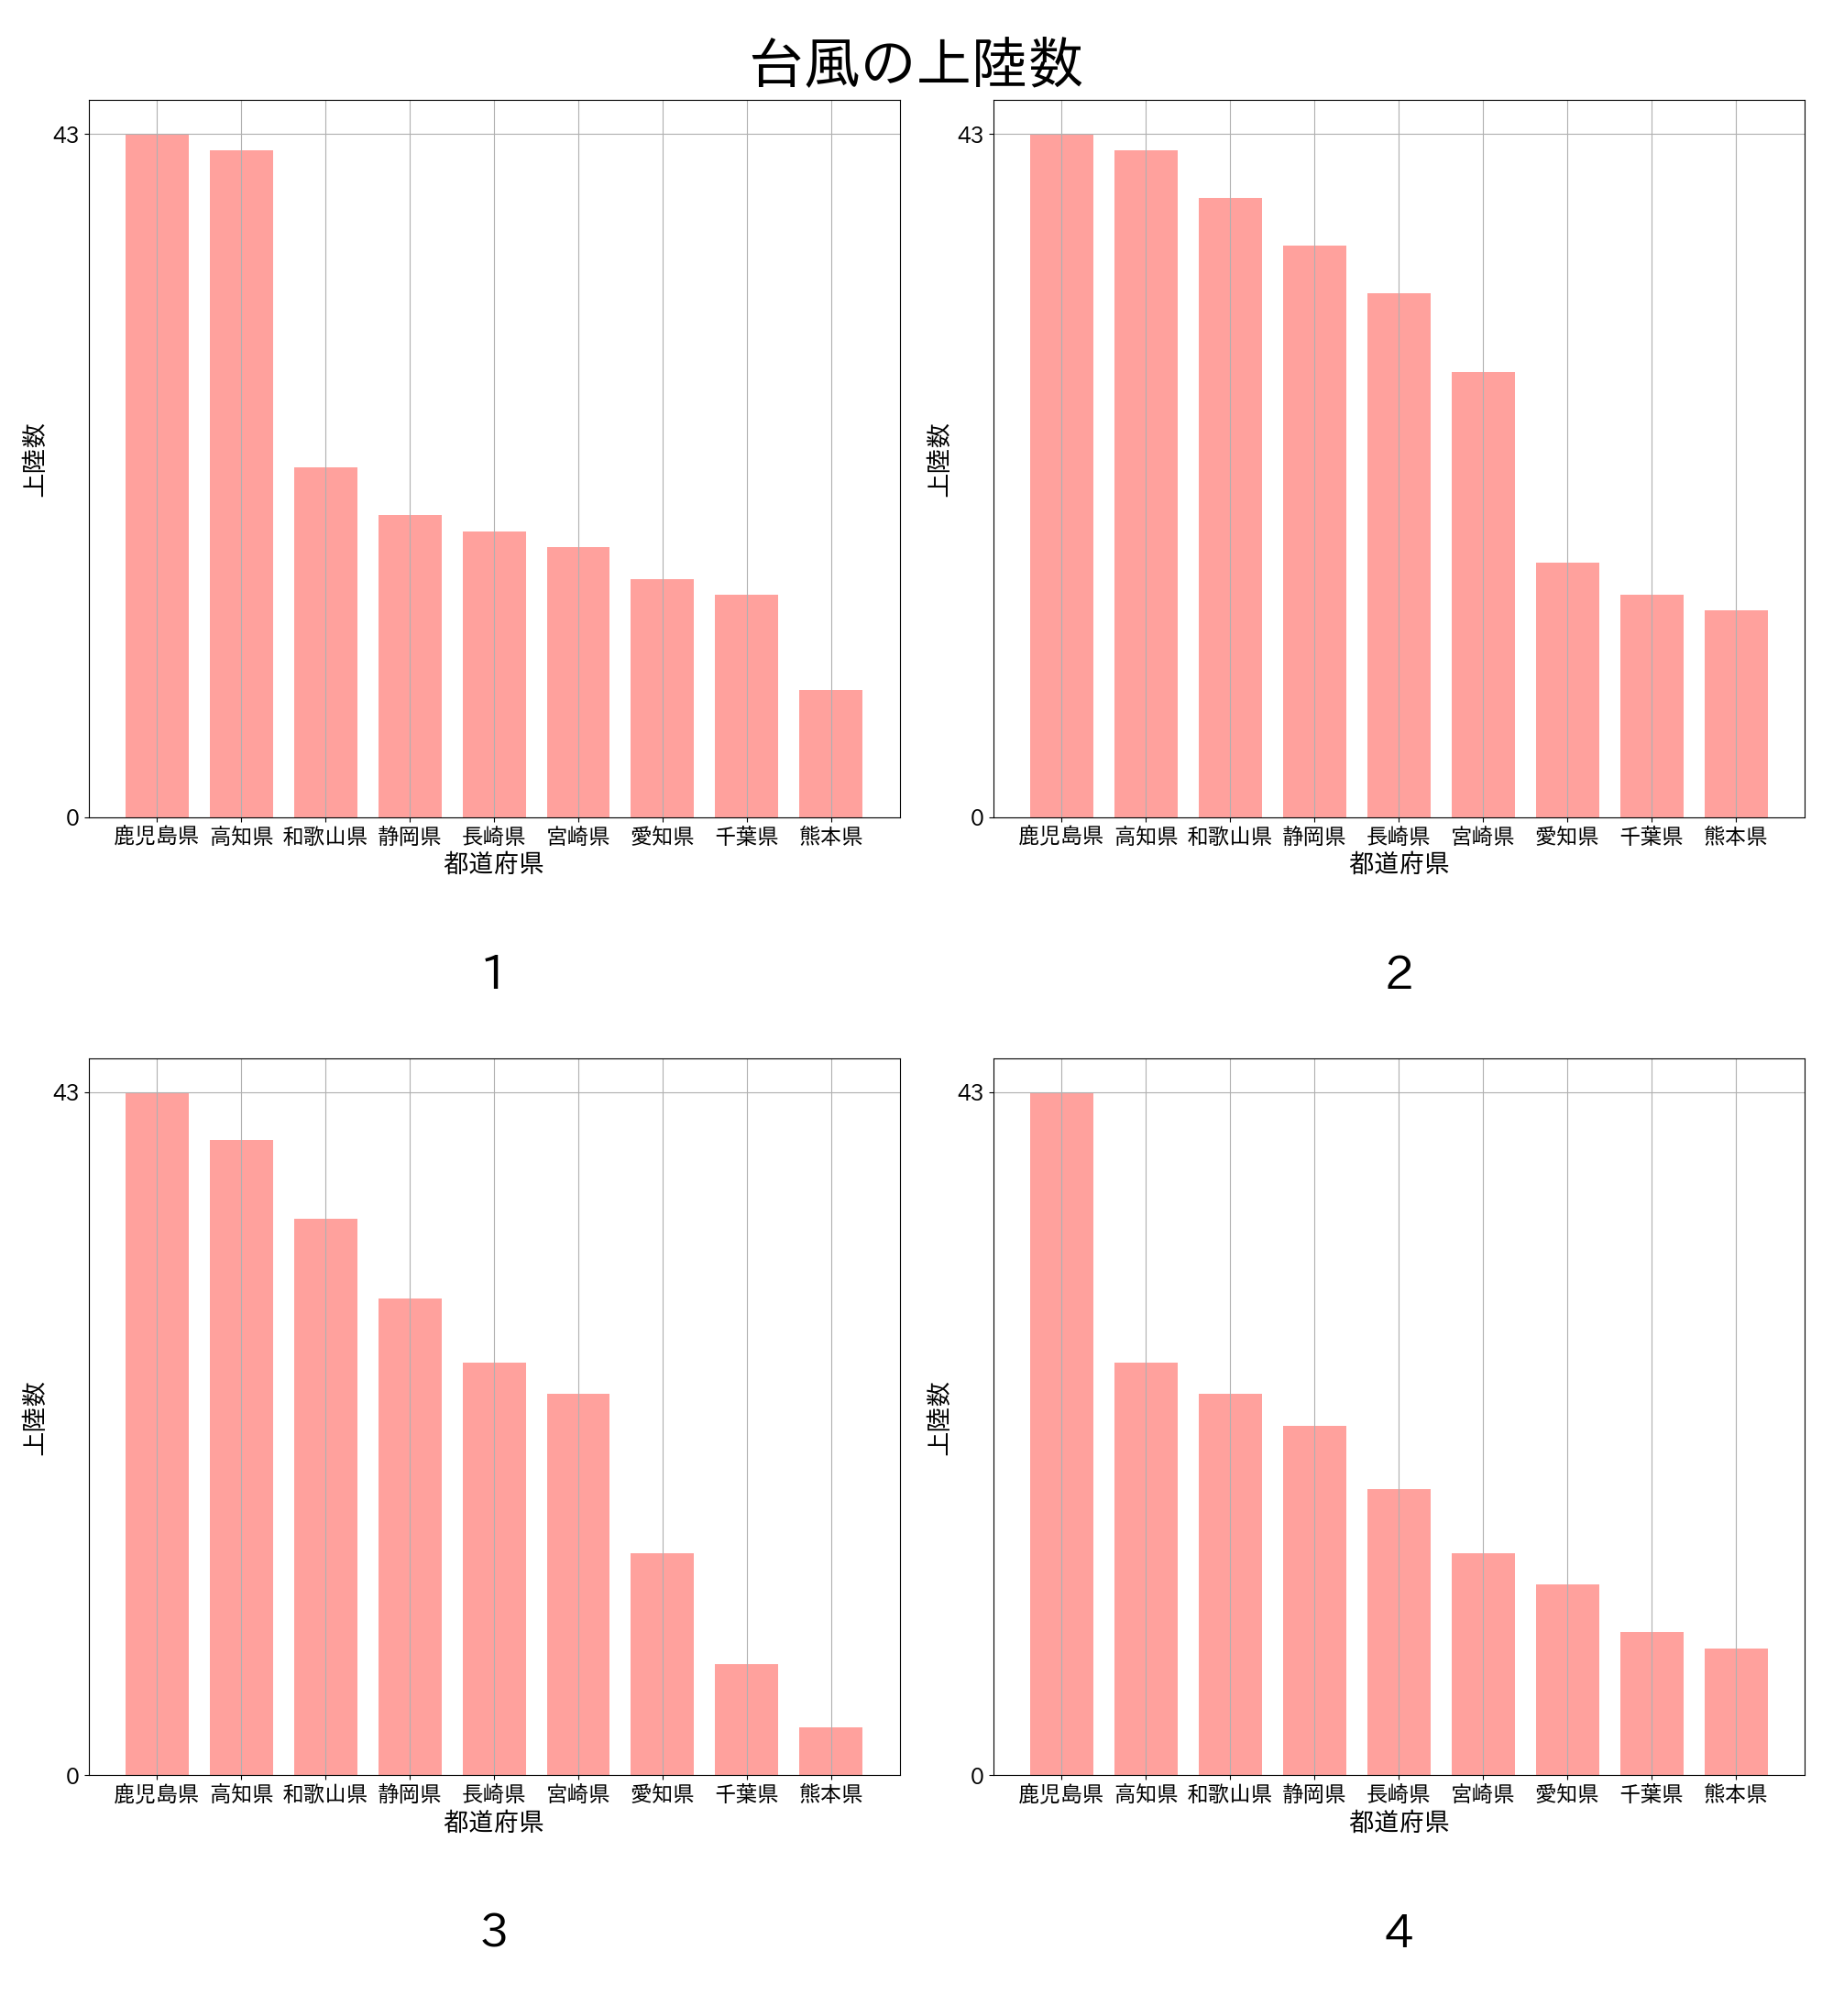 台風の上陸数
43
0
上陸数
鹿児島県 高知県 和歌山県 静岡県 長崎県 宮崎県 愛知県 千葉県 熊本県
都道府県
1
43
0
上陸数
鹿児島県 高知県 和歌山県 静岡県 長崎県 宮崎県 愛知県 千葉県 熊本県
都道府県
2
43
0
上陸数
鹿児島県 高知県 和歌山県 静岡県 長崎県 宮崎県 愛知県 千葉県 熊本県
都道府県
3
43
0
上陸数
鹿児島県 高知県 和歌山県 静岡県 長崎県 宮崎県 愛知県 千葉県 熊本県
都道府県
4